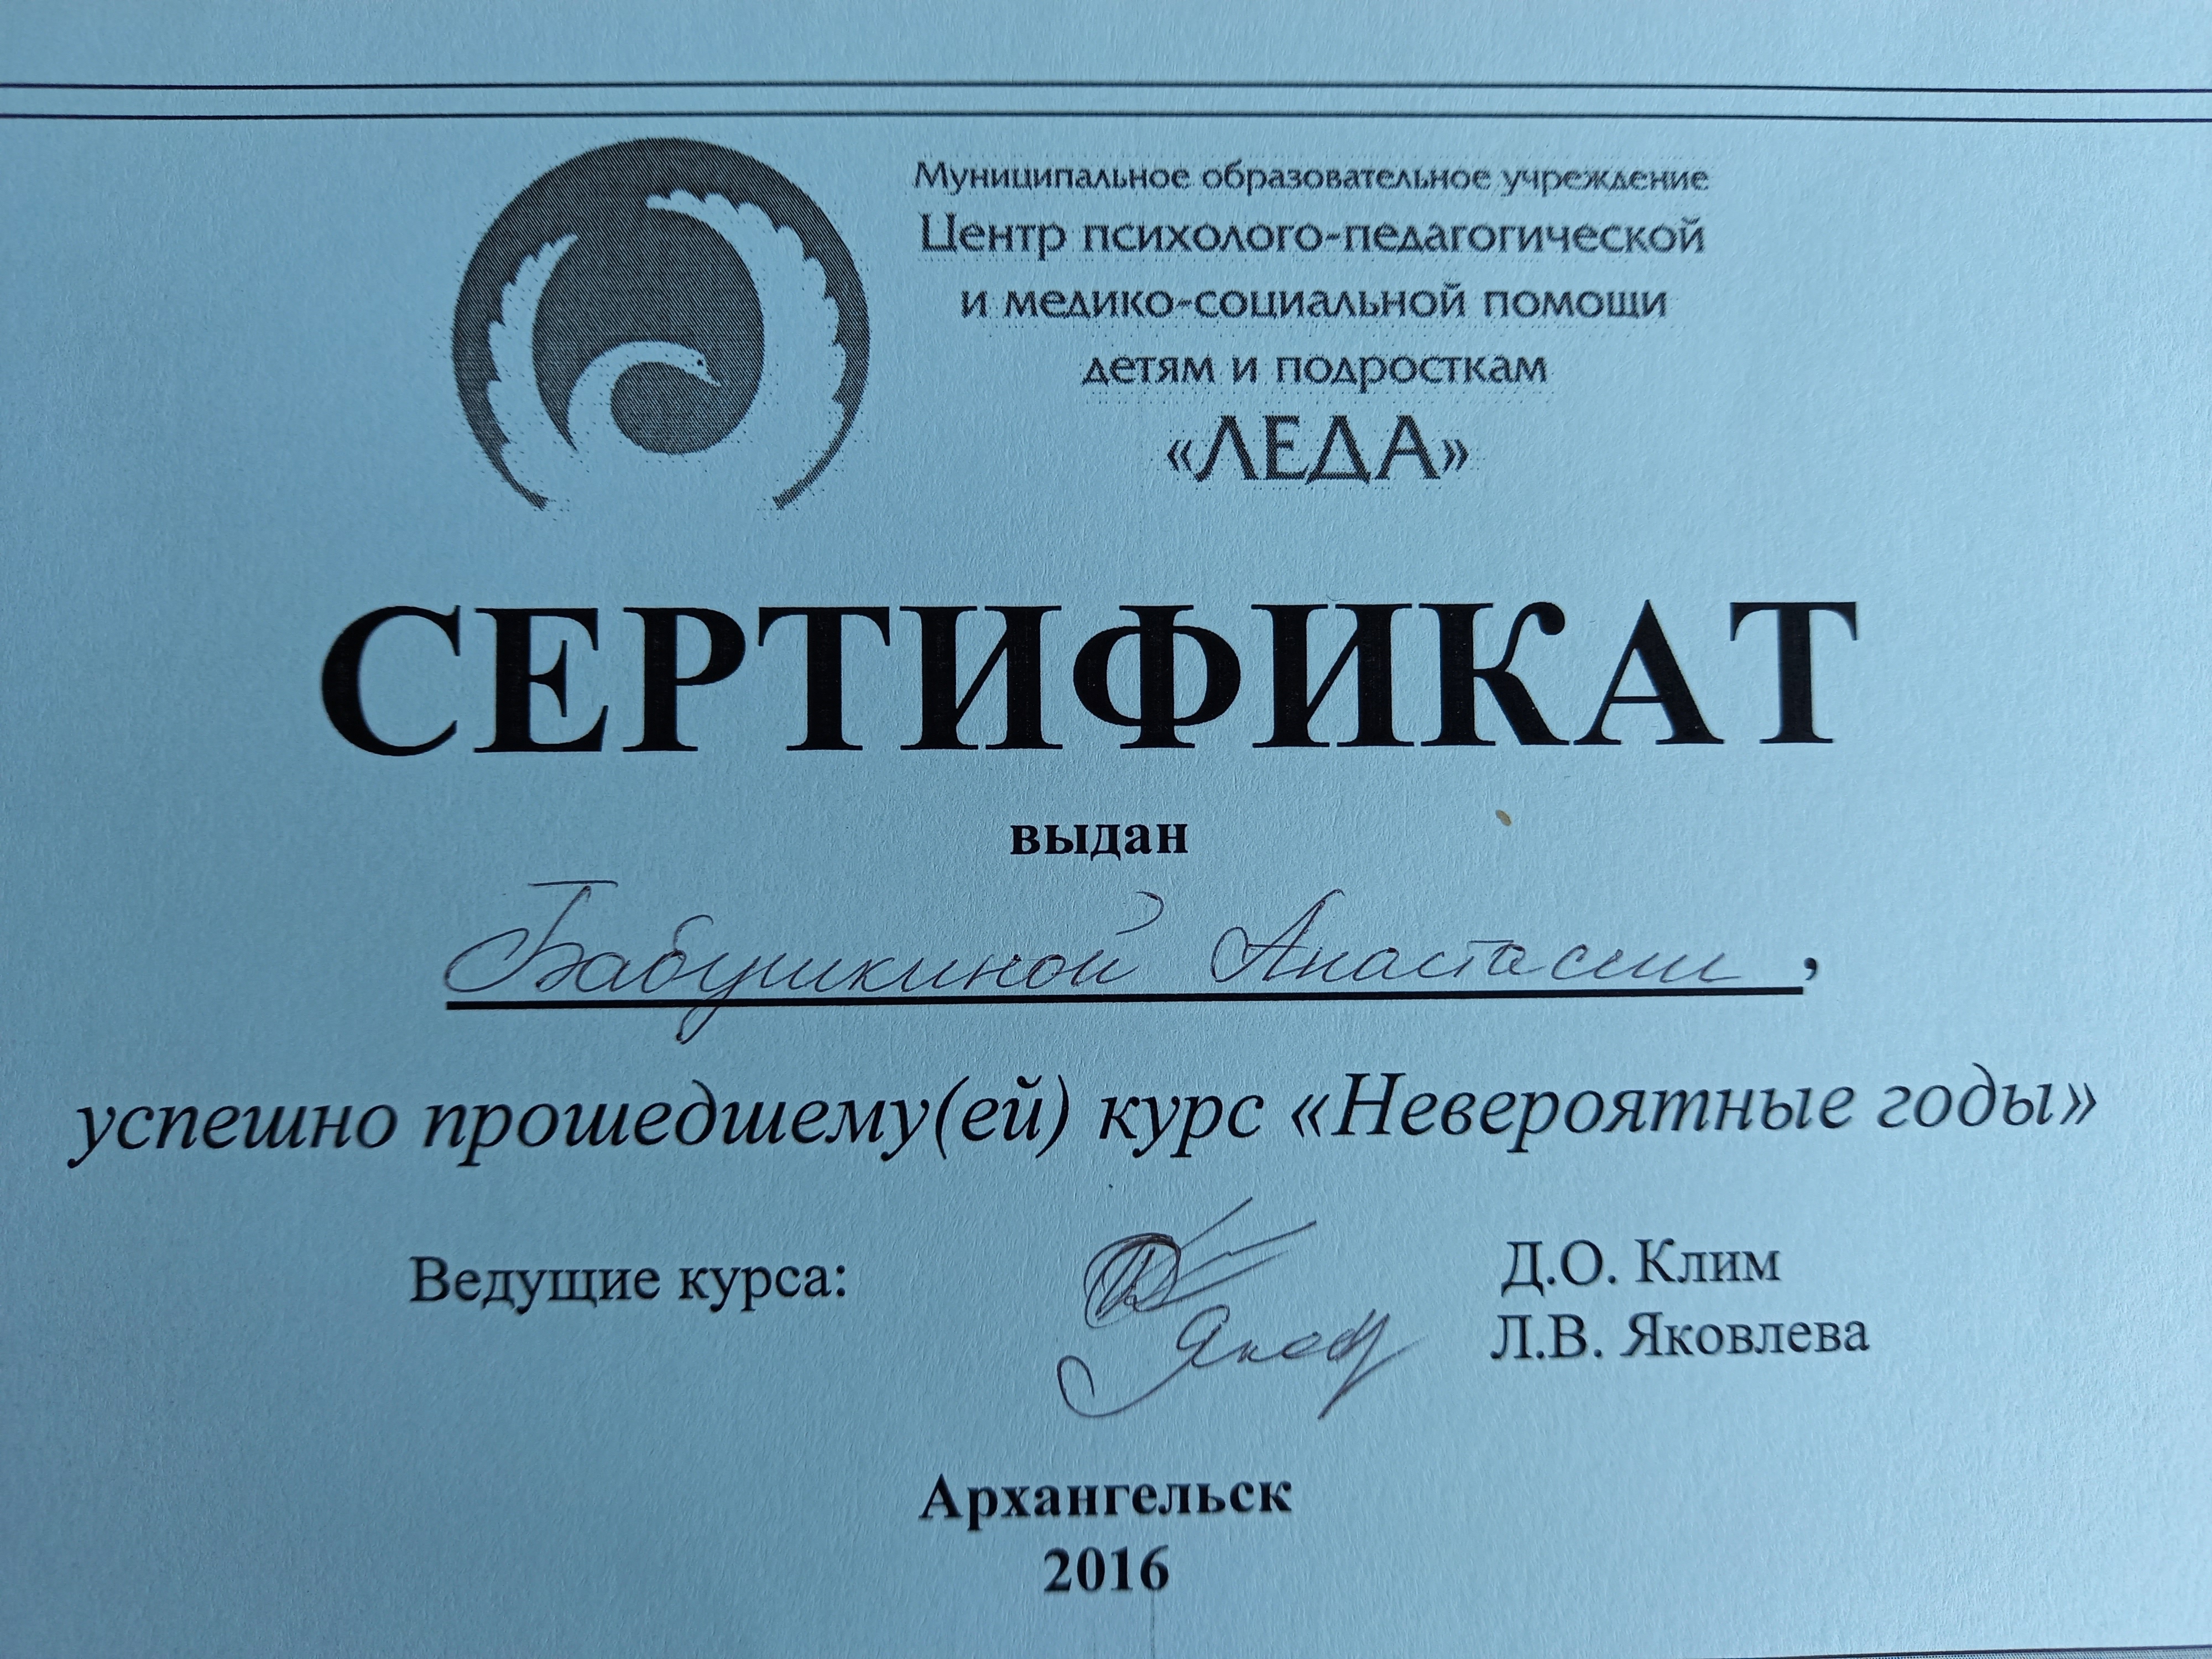 Муниципальное образовательное учреждение
Центр психолого-педагогической
и медико-социальной помощи
детям и подросткам
«ЛЕДА»
СЕРТИФИКАТ
выдан
Бабушкиной Анастасии,
успешно прошедшему(ей) курс «Невероятные годы»
Ведущие курса: Д.О. Клим
Л.В. Яковлева
Архангельск
2016